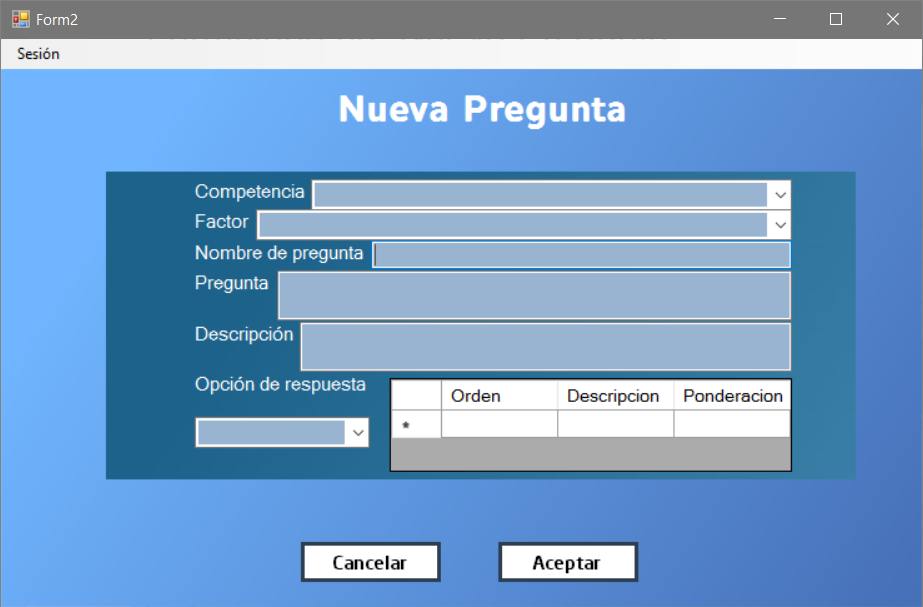 Form2
Sesión
Nueva Pregunta
Competencia
Factor
Nombre de pregunta
Pregunta
Descripción
Opción de respuesta
Orden Descripcion Ponderacion
*
Cancelar Aceptar